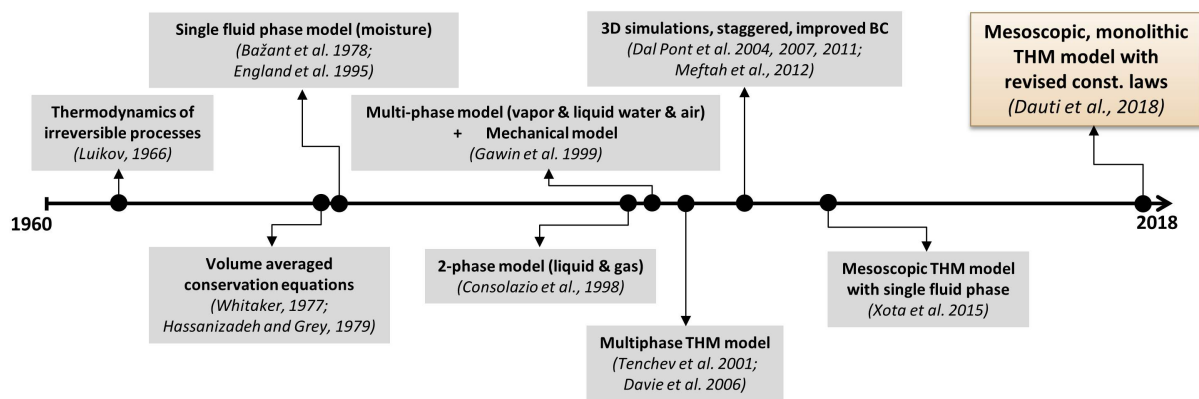 Single fluid phase model (moisture)
(Bažant et al. 1978;
England et al. 1995)
3D simulations, staggered, improved BC
(Dal Pont et al. 2004, 2007, 2011;
Meftah et al., 2012)
Mesoscopic, monolithic
THM model with
revised const. laws
(Dauti et al., 2018)
Thermodynamics of
irreversible processes
(Luikov, 1966)
Multi-phase model (vapor & liquid water & air)
+ Mechanical model
(Gawin et al. 1999)
1960
2018
Volume averaged
conservation equations
(Whitaker, 1977;
Hassanizadeh and Grey, 1979)
2-phase model (liquid & gas)
(Consolazio et al., 1998)
Mesoscopic THM model
with single fluid phase
(Xota et al. 2015)
Multiphase THM model
(Tenchev et al. 2001;
Davie et al. 2006)